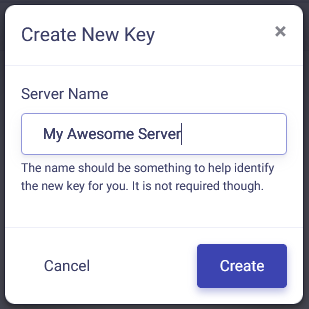 Create New Key ×
Server Name
My Awesome Server
The name should be something to help identify
the new key for you. It is not required though.
Cancel Create